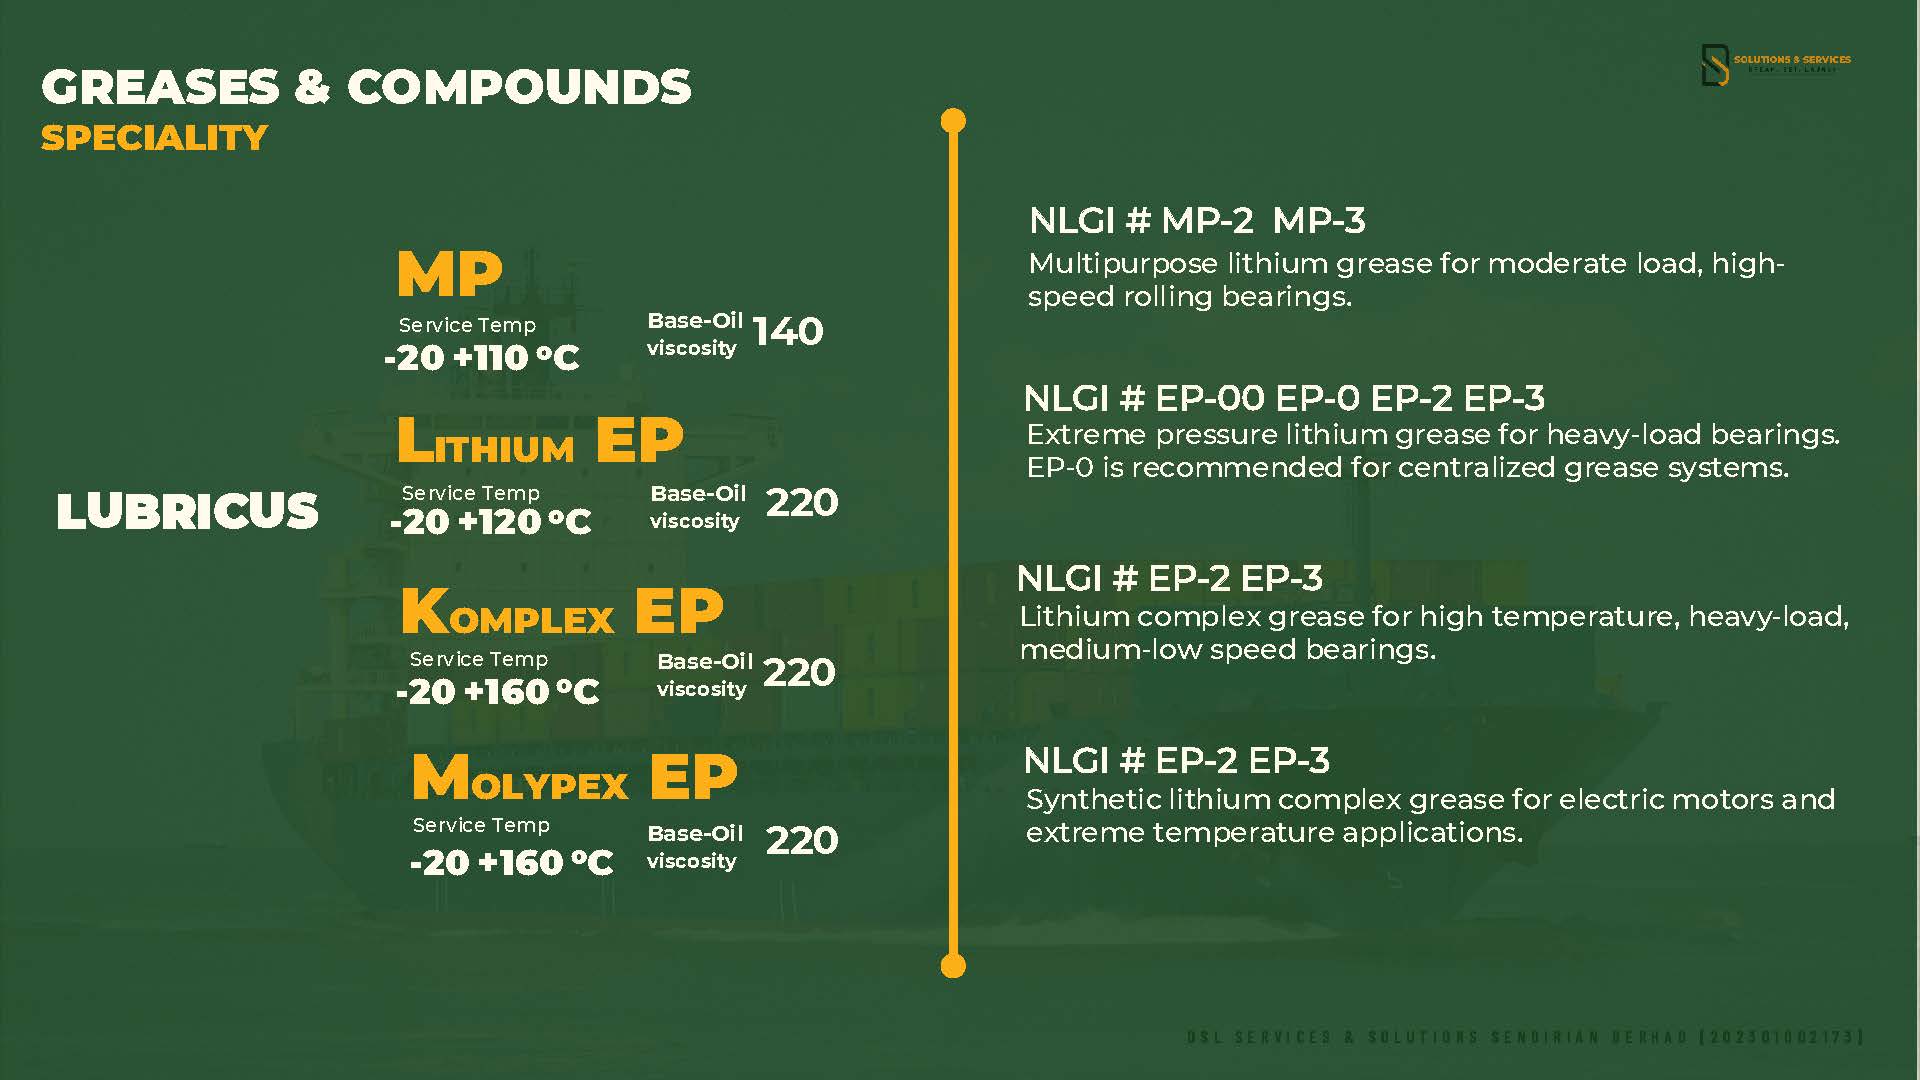 GREASES & COMPOUNDS
SPECIALITY
SOLUTIONS & SERVICES
LUBRICUS
MP
Service Temp
-20 +110 ºC
Base-Oil
viscosity
140
NLGI # MP-2 MP-3
Multipurpose lithium grease for moderate load, high-
speed rolling bearings.
LITHIUM EP
Service Temp
-20 +120 ºC
Base-Oil
viscosity
220
NLGI # EP-00 EP-0 EP-2 EP-3
Extreme pressure lithium grease for heavy-load bearings.
EP-0 is recommended for centralized grease systems.
KOMPLEX EP
Service Temp
-20 +160 ºC
Base-Oil
viscosity
220
NLGI # EP-2 EP-3
Lithium complex grease for high temperature, heavy-load,
medium-low speed bearings.
MOLYPEX EP
Service Temp
-20 +160 ºC
Base-Oil
viscosity
220
NLGI # EP-2 EP-3
Synthetic lithium complex grease for electric motors and
extreme temperature applications.
DSL SERVICES & SOLUTIONS SENDIRIAN BERHAD [202301002173]